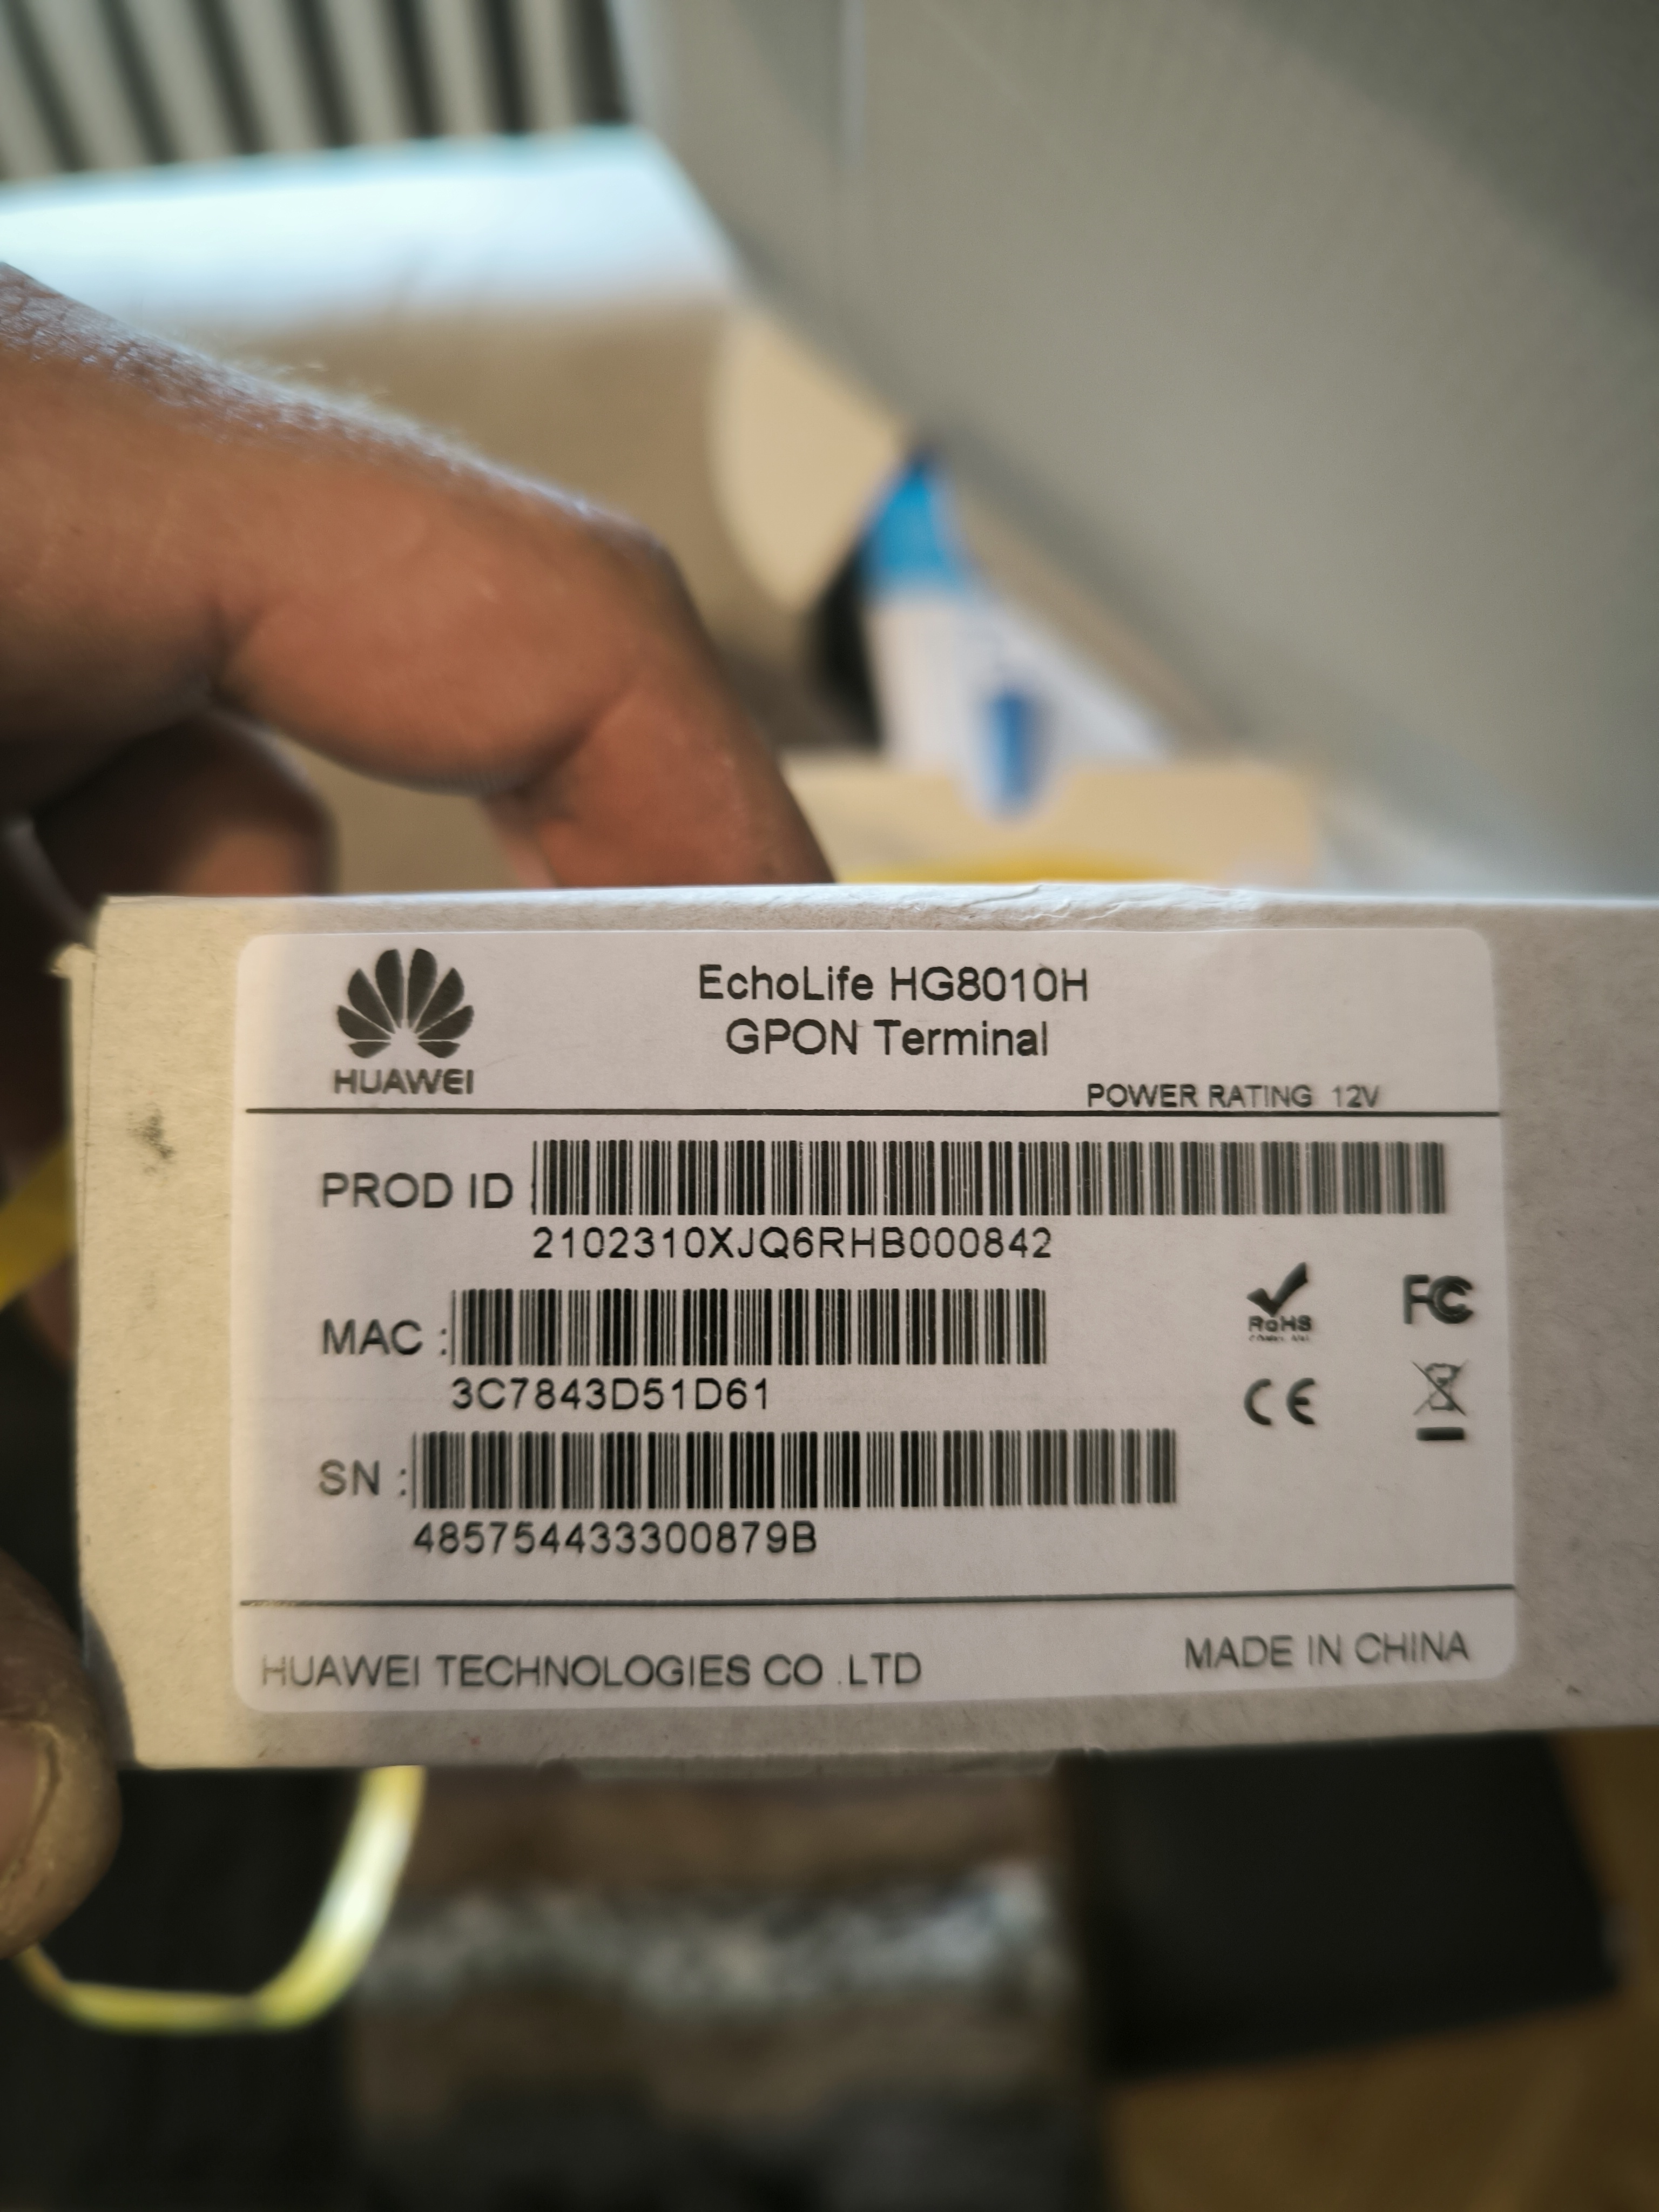 HUAWEI
EchoLife HG8010H
GPON Terminal
POWER RATING 12V
PROD ID
2102310XJQ6RHB000842
MAC :
3C7843D51D61
SN :
485754433300879B
RoHS
FC
CE
HUAWEI TECHNOLOGIES CO .LTD
MADE IN CHINA